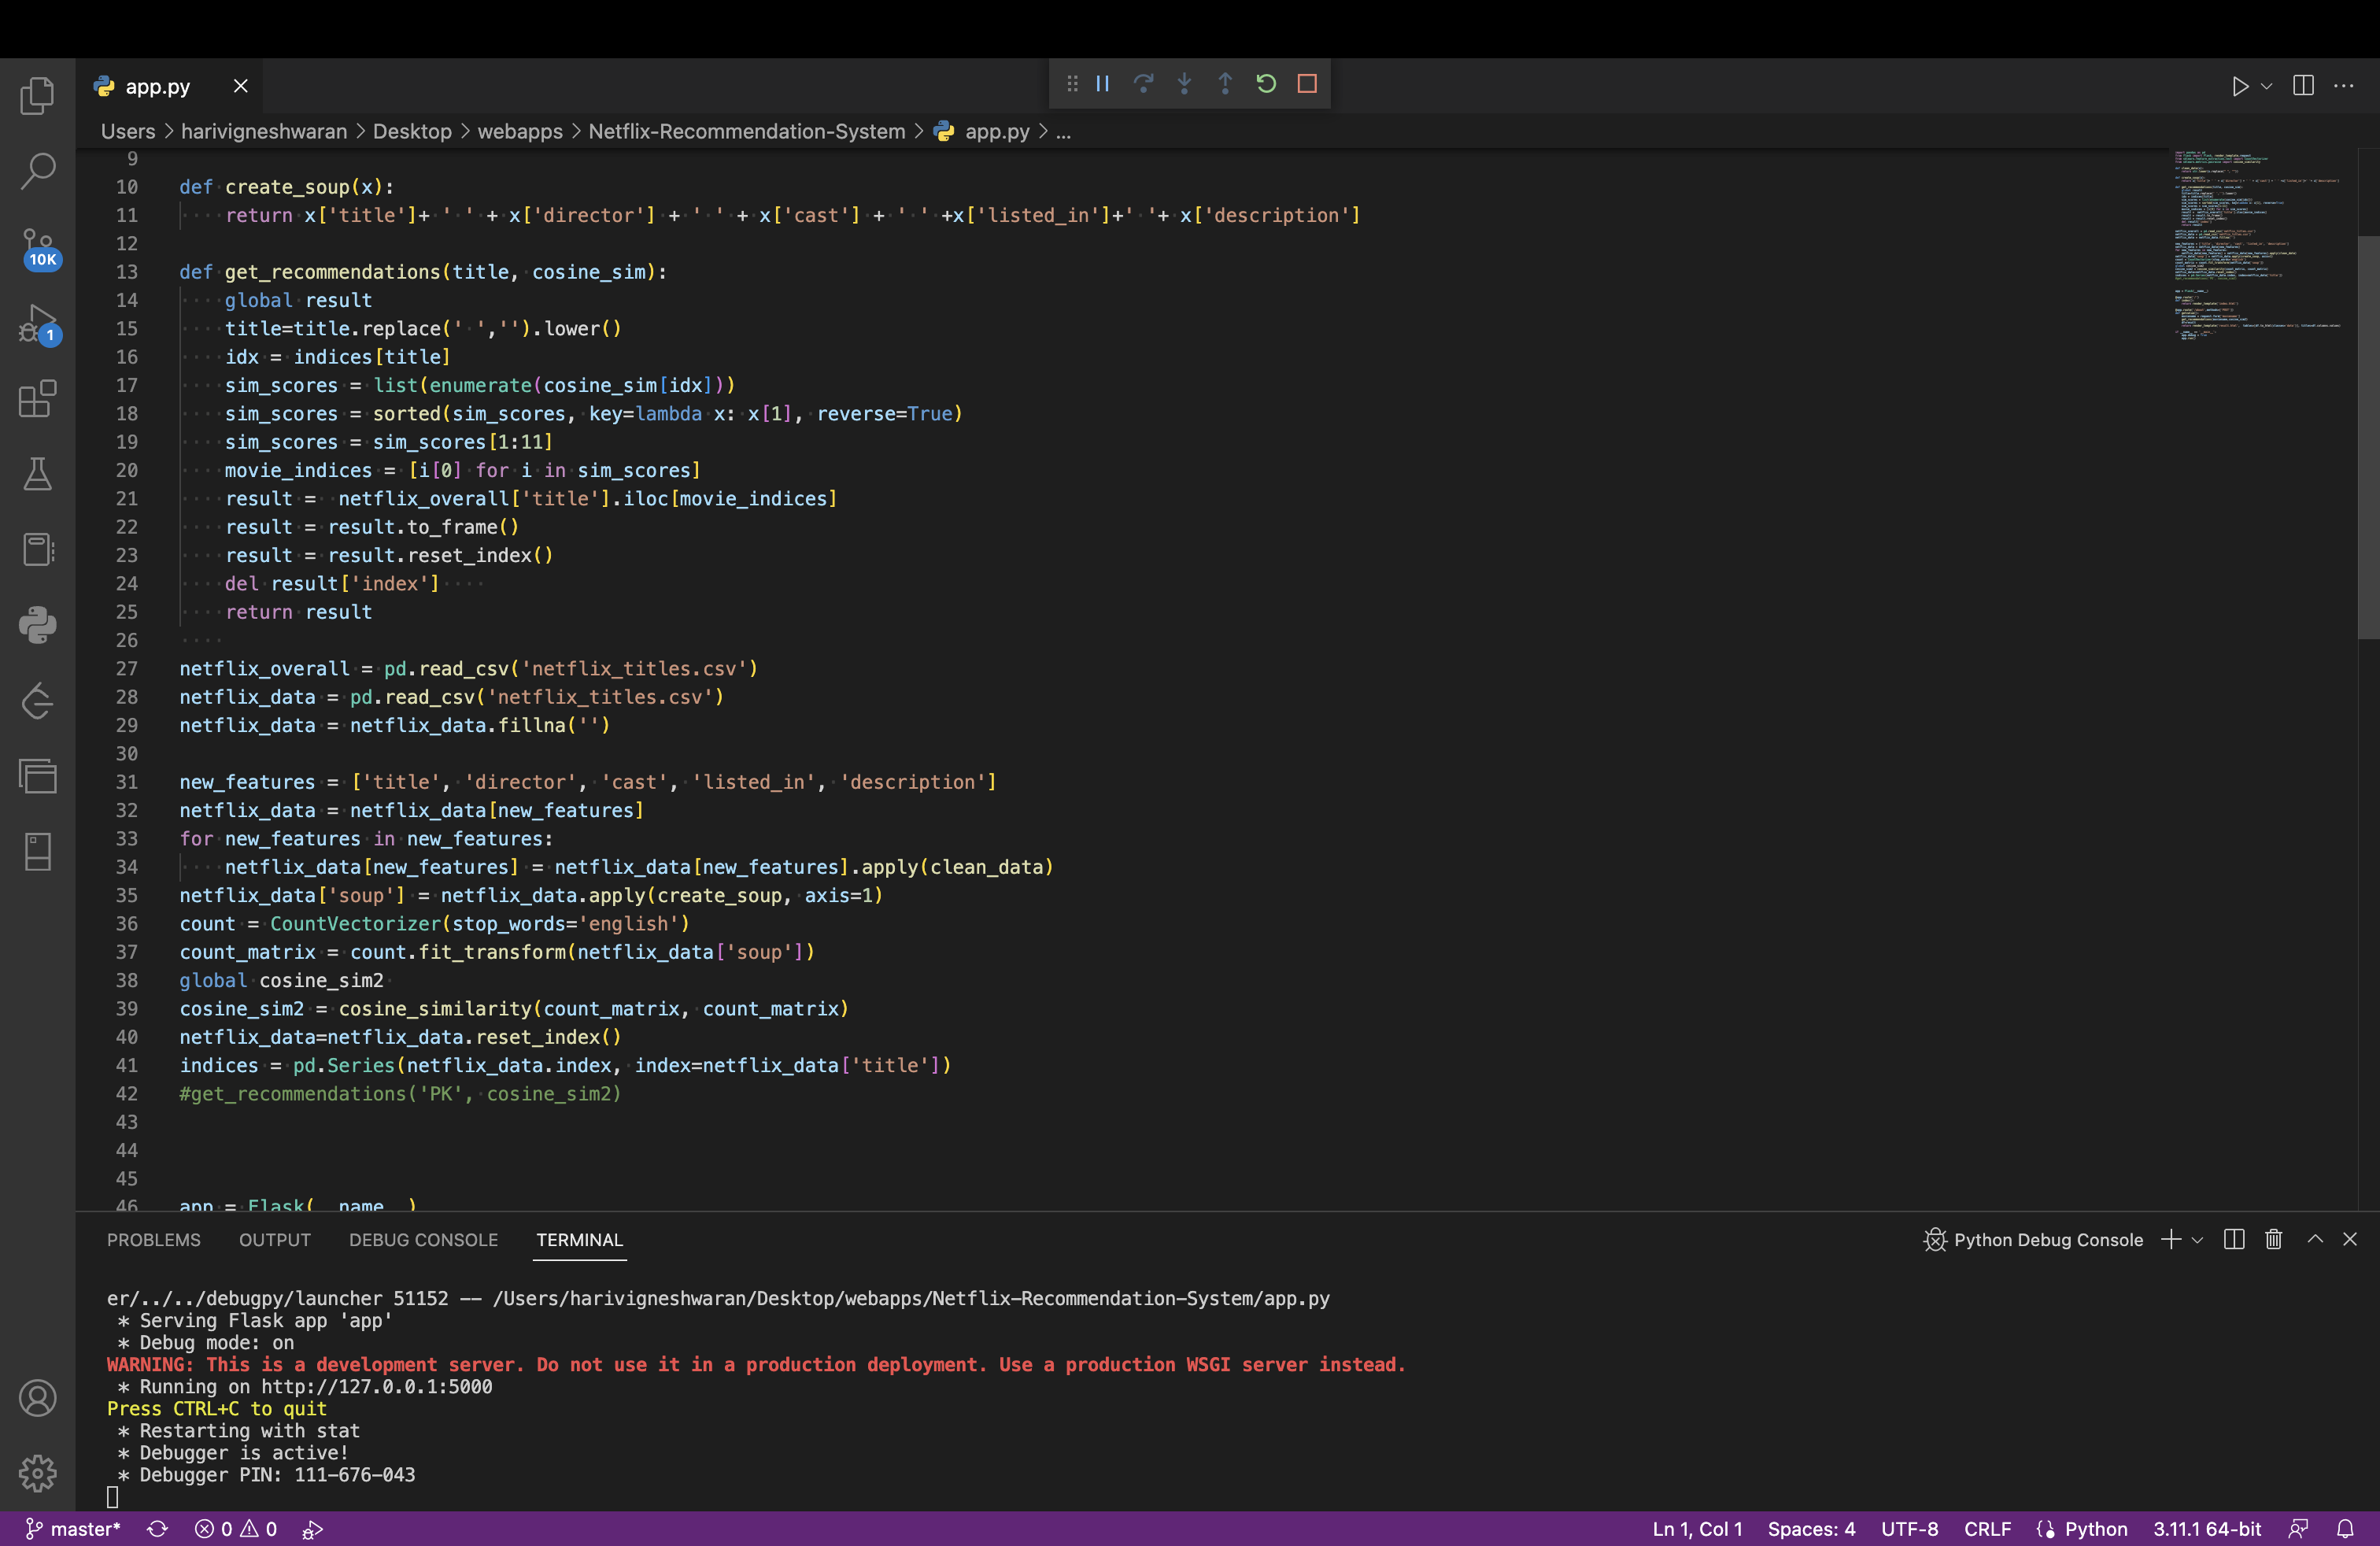 app.py
Users > harivigneshwaran > Desktop > webapps > Netflix-Recommendation-System > app.py > ...
9
10 def create_soup(x):
11     return x['title']+ ' ' + x['director'] + ' ' + x['cast'] + ' ' +x['listed_in']+' '+ x['description']
12
13 def get_recommendations(title, cosine_sim):
14     global result
15     title=title.replace(' ','').lower()
16     idx = indices[title]
17     sim_scores = list(enumerate(cosine_sim[idx]))
18     sim_scores = sorted(sim_scores, key=lambda x: x[1], reverse=True)
19     sim_scores = sim_scores[1:11]
20     movie_indices = [i[0] for i in sim_scores]
21     result =  netflix_overall['title'].iloc[movie_indices]
22     result = result.to_frame()
23     result = result.reset_index()
24     del result['index']
25     return result
26
27 netflix_overall = pd.read_csv('netflix_titles.csv')
28 netflix_data = pd.read_csv('netflix_titles.csv')
29 netflix_data = netflix_data.fillna('')
30
31 new_features = ['title', 'director', 'cast', 'listed_in', 'description']
32 netflix_data = netflix_data[new_features]
33 for new_features in new_features:
34     netflix_data[new_features] = netflix_data[new_features].apply(clean_data)
35 netflix_data['soup'] = netflix_data.apply(create_soup, axis=1)
36 count = CountVectorizer(stop_words='english')
37 count_matrix = count.fit_transform(netflix_data['soup'])
38 global cosine_sim2
39 cosine_sim2 = cosine_similarity(count_matrix, count_matrix)
40 netflix_data=netflix_data.reset_index()
41 indices = pd.Series(netflix_data.index, index=netflix_data['title'])
42 #get_recommendations('PK', cosine_sim2)
43
44
45
46 app = Flask(__name__)
10K
1
PROBLEMS OUTPUT DEBUG CONSOLE TERMINAL Python Debug Console
er/../../debugpy/launcher 51152 -- /Users/harivigneshwaran/Desktop/webapps/Netflix-Recommendation-System/app.py
 * Serving Flask app 'app'
 * Debug mode: on
WARNING: This is a development server. Do not use it in a production deployment. Use a production WSGI server instead.
 * Running on http://127.0.0.1:5000
Press CTRL+C to quit
 * Restarting with stat
 * Debugger is active!
 * Debugger PIN: 111-676-043
master* 0 0 Ln 1, Col 1 Spaces: 4 UTF-8 CRLF Python 3.11.1 64-bit